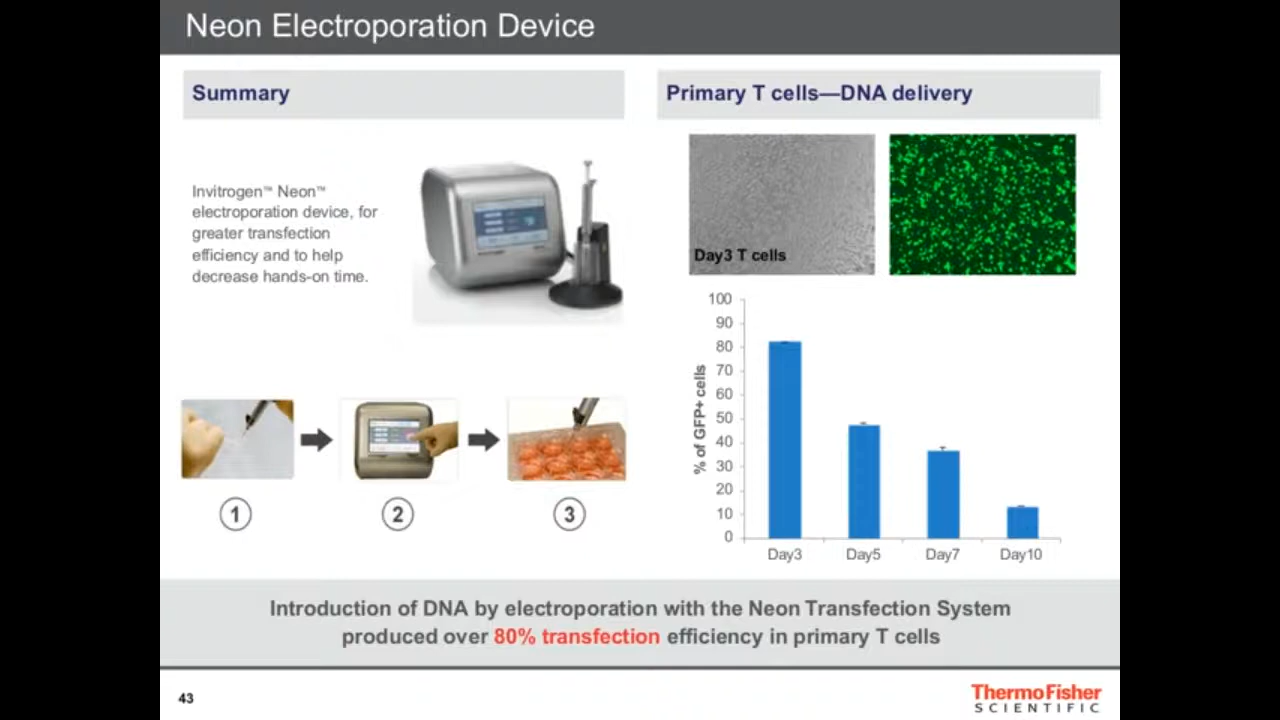 Neon Electroporation Device
Summary
Invitrogen™ Neon™
electroporation device, for
greater transfection
efficiency and to help
decrease hands-on time.
1
2
3
Primary T cells—DNA delivery
Day3 T cells
% of GFP+ cells
100
90
80
70
60
50
40
30
20
10
0
Day3 Day5 Day7 Day10
Introduction of DNA by electroporation with the Neon Transfection System
produced over 80% transfection efficiency in primary T cells
43
ThermoFisher
SCIENTIFIC